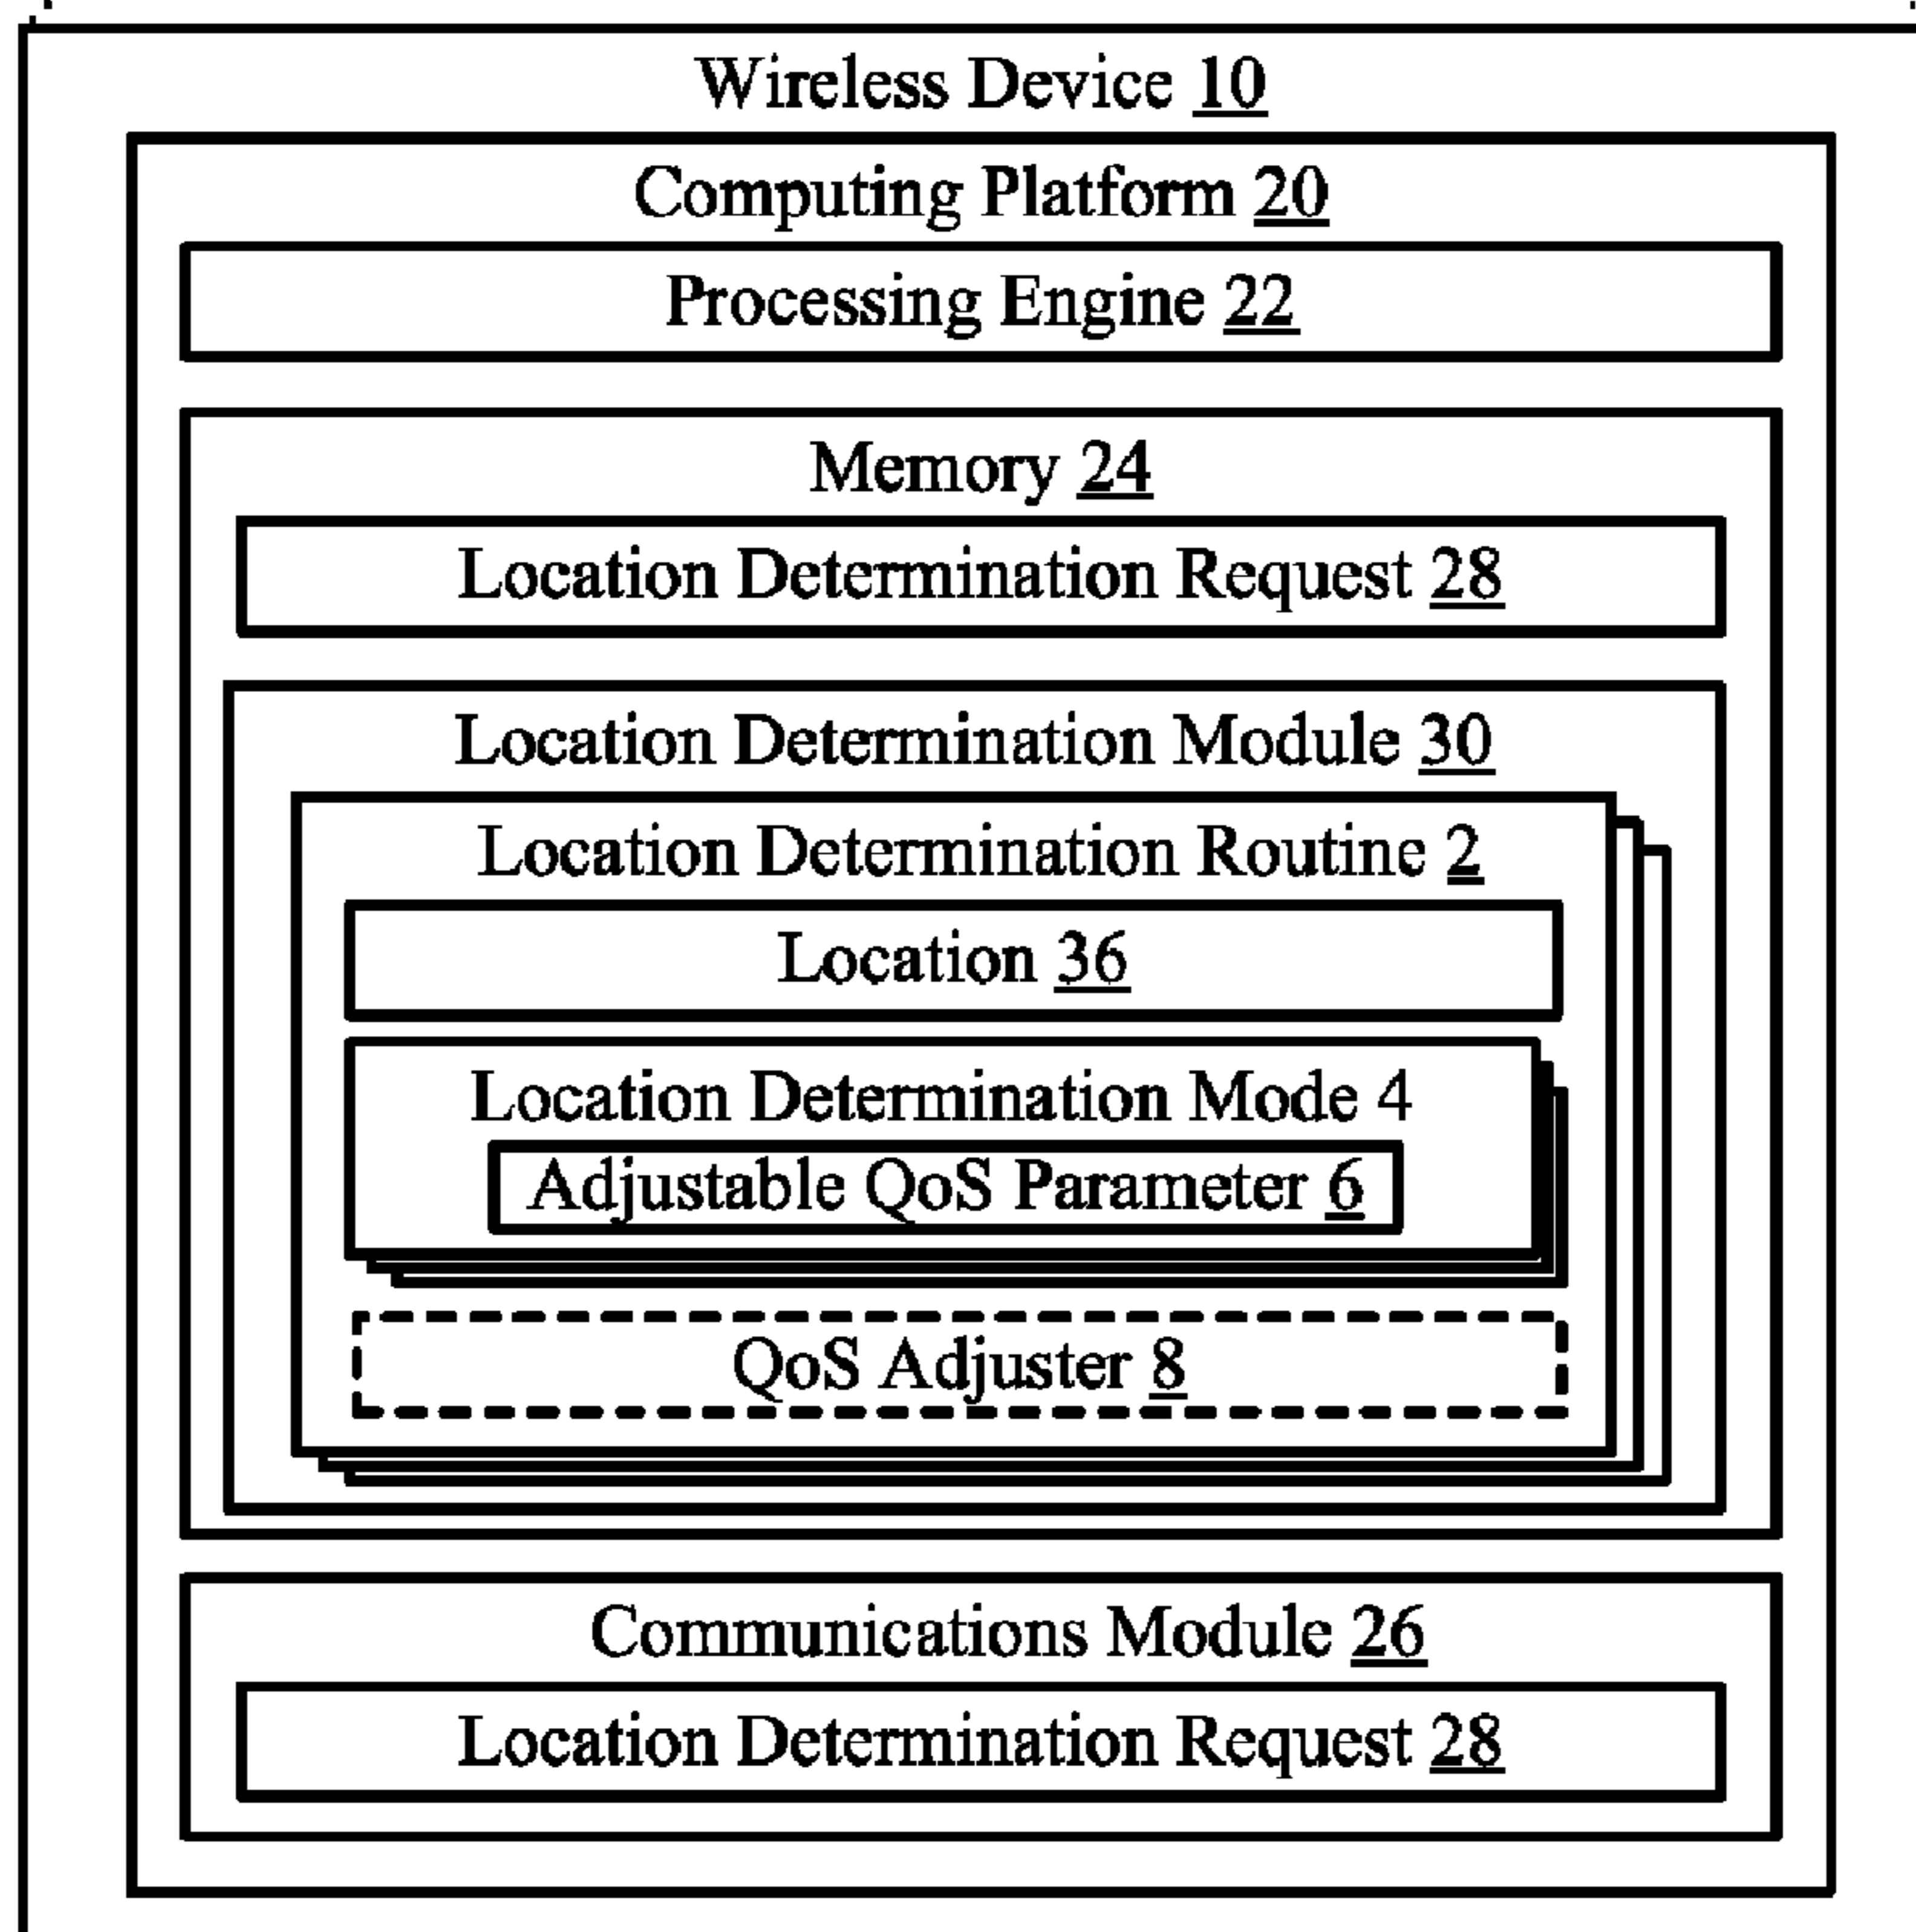 Wireless Device 10
Computing Platform 20
Processing Engine 22
Memory 24
Location Determination Request 28
Location Determination Module 30
Location Determination Routine 2
Location 36
Location Determination Mode 4
Adjustable QoS Parameter 6
QoS Adjuster 8
Communications Module 26
Location Determination Request 28